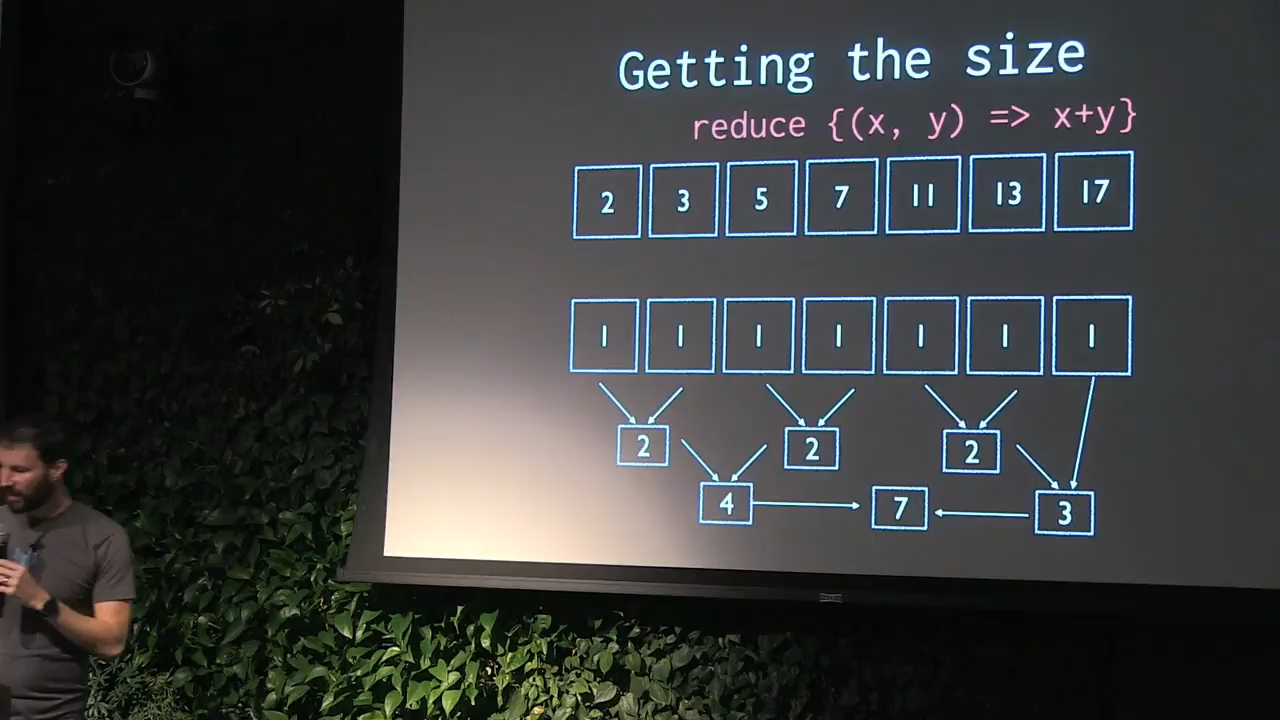 Getting the size
reduce {(x, y) => x+y}
2 3 5 7 11 13 17
1 1 1 1 1 1 1
2 2 2
4 7 3